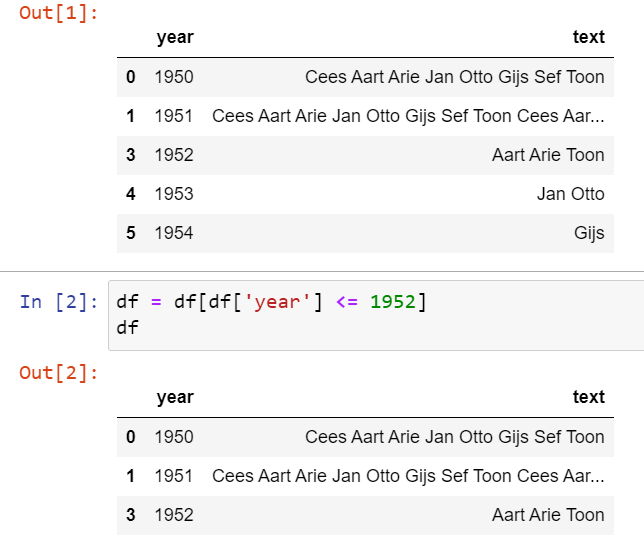 Out[1]:
year text
0 1950 Cees Aart Arie Jan Otto Gijs Sef Toon
1 1951 Cees Aart Arie Jan Otto Gijs Sef Toon Cees Aar...
3 1952 Aart Arie Toon
4 1953 Jan Otto
5 1954 Gijs
In [2]: df = df[df['year'] <= 1952]
df
Out[2]:
year text
0 1950 Cees Aart Arie Jan Otto Gijs Sef Toon
1 1951 Cees Aart Arie Jan Otto Gijs Sef Toon Cees Aar...
3 1952 Aart Arie Toon